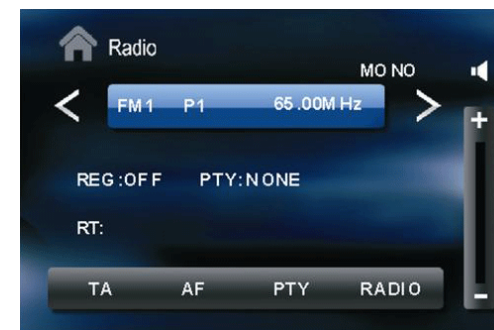 Radio
MO NO
FM1 P1 65.00M Hz
REG:OFF PTY:NONE
RT:
TA AF PTY RADIO